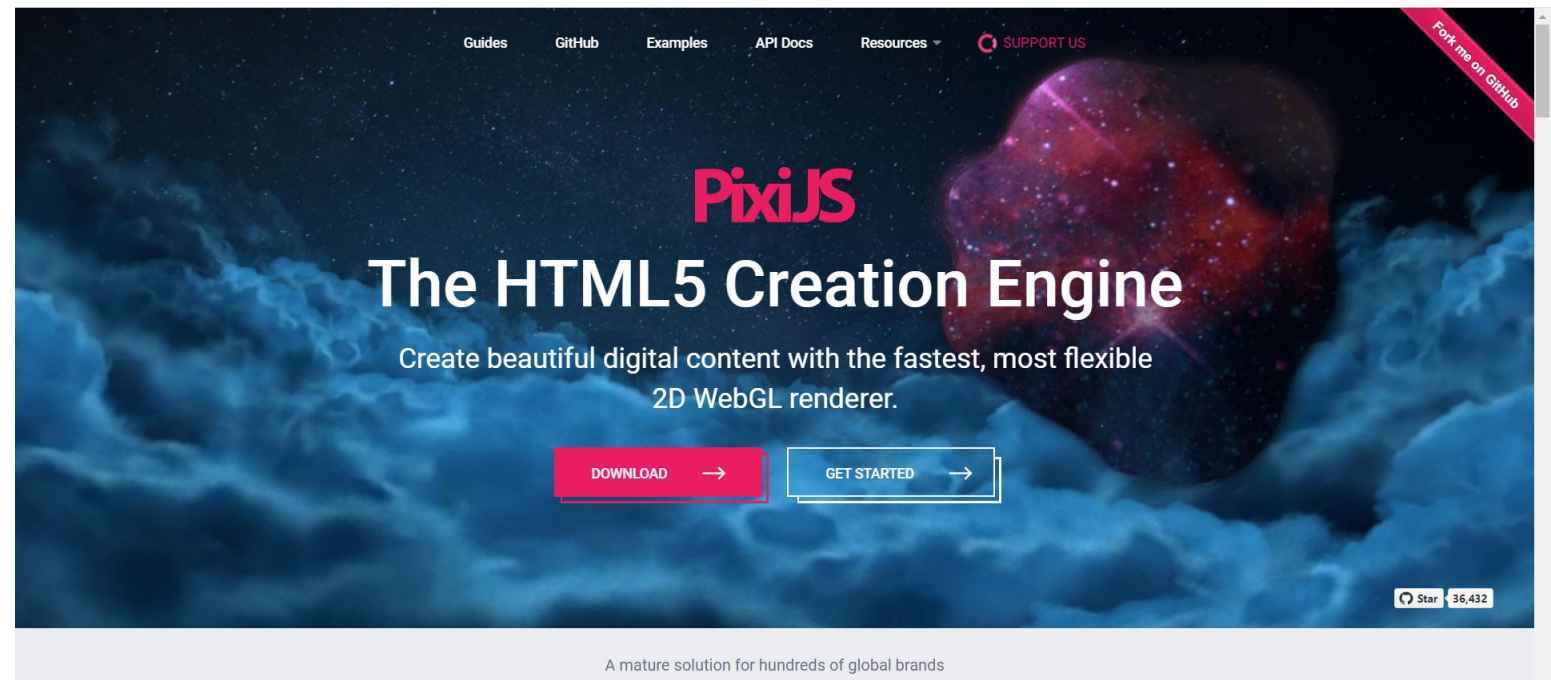 Guides GitHub Examples API Docs Resources SUPPORT US
Fork me on GitHub
PixiJS
The HTML5 Creation Engine
Create beautiful digital content with the fastest, most flexible
2D WebGL renderer.
DOWNLOAD GET STARTED
Star 36,432
A mature solution for hundreds of global brands